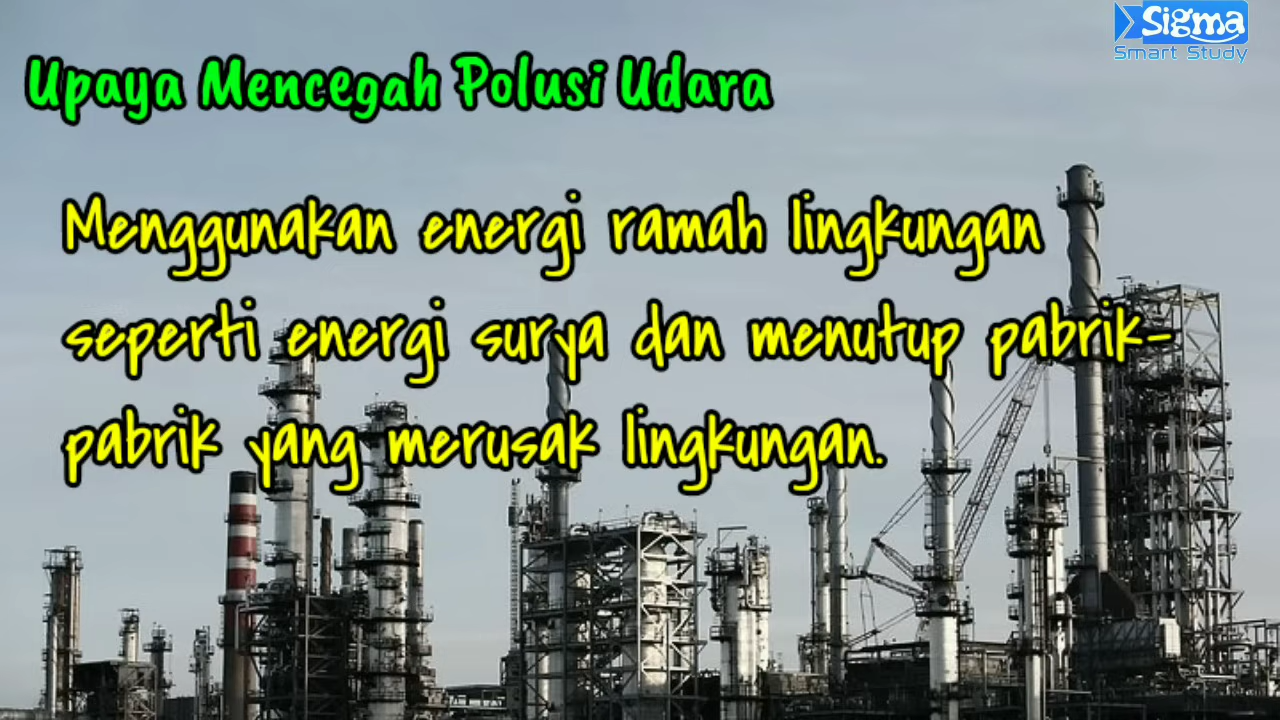 Sigma
Smart Study
Upaya Mencegah Polusi Udara
Menggunakan energi ramah lingkungan
seperti energi surya dan menutup pabrik-
pabrik yang merusak lingkungan.